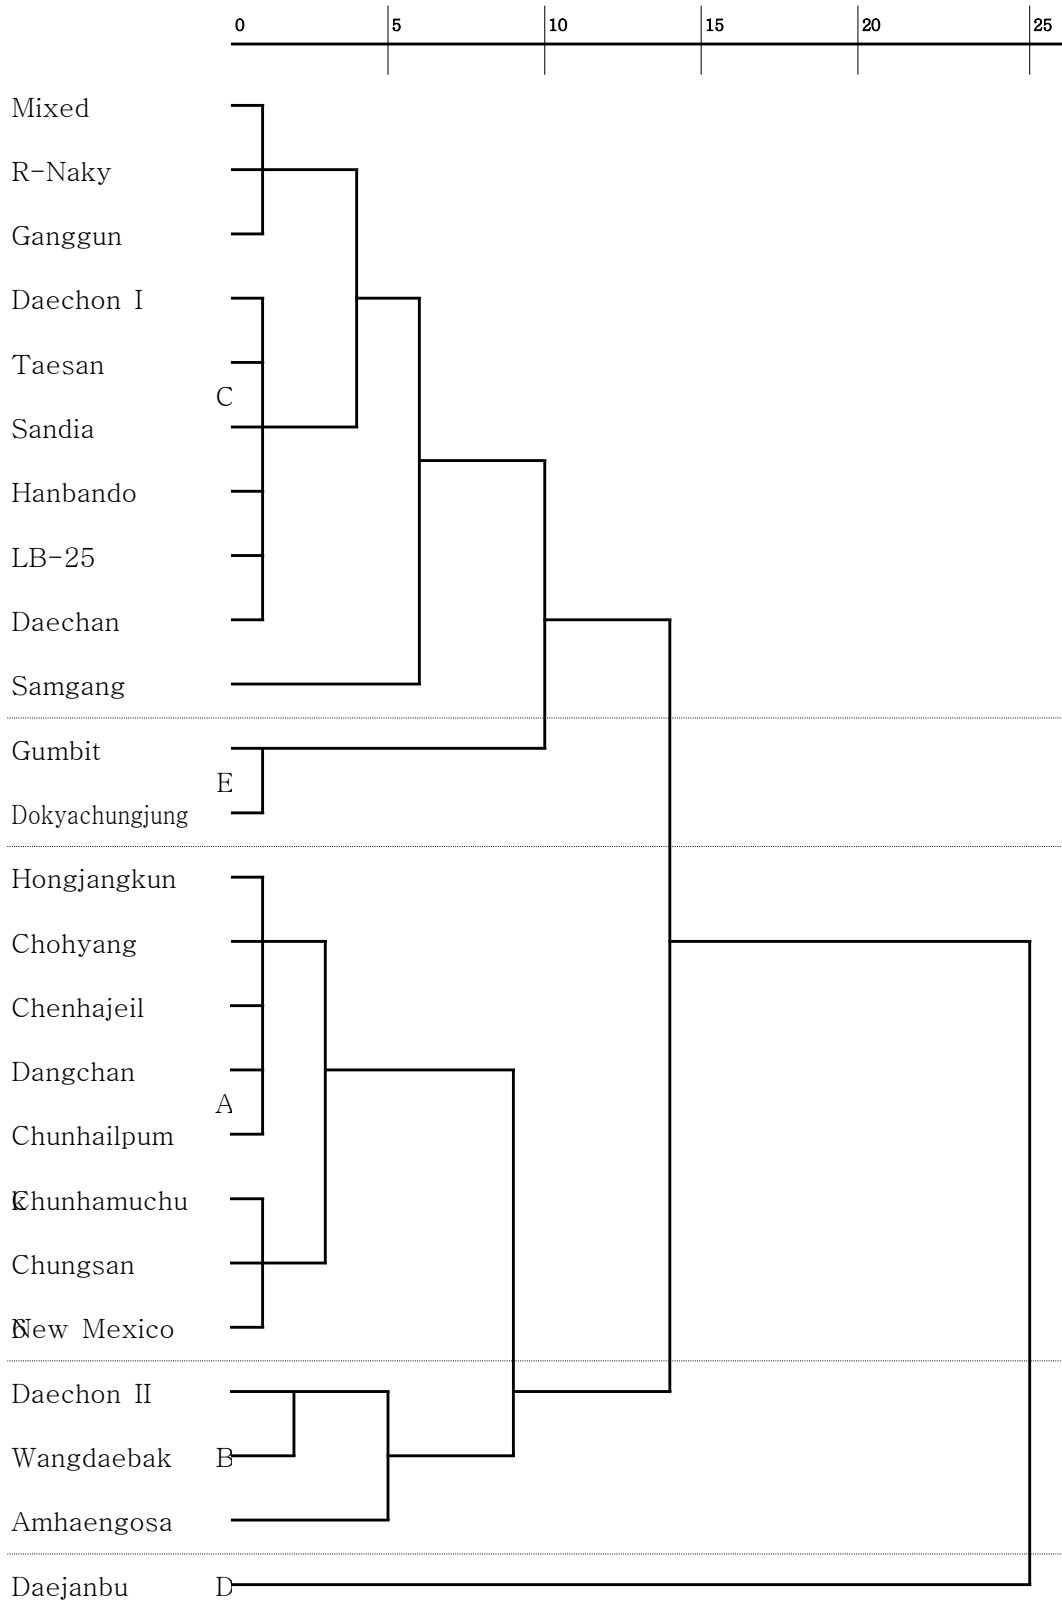 0 5 10 15 20 25
Mixed
R-Naky
Ganggun
Daechon I
Taesan
C
Sandia
Hanbando
LB-25
Daechan
Samgang
Gumbit
E
Dokyachungjung
Hongjangkun
Chohyang
Chenhajeil
Dangchan
A
Chunhailpum
Chunhamuchu
k
Chungsan
New Mexico
6
Daechon II
Wangdaebak B
Amhaengosa
Daejanbu D